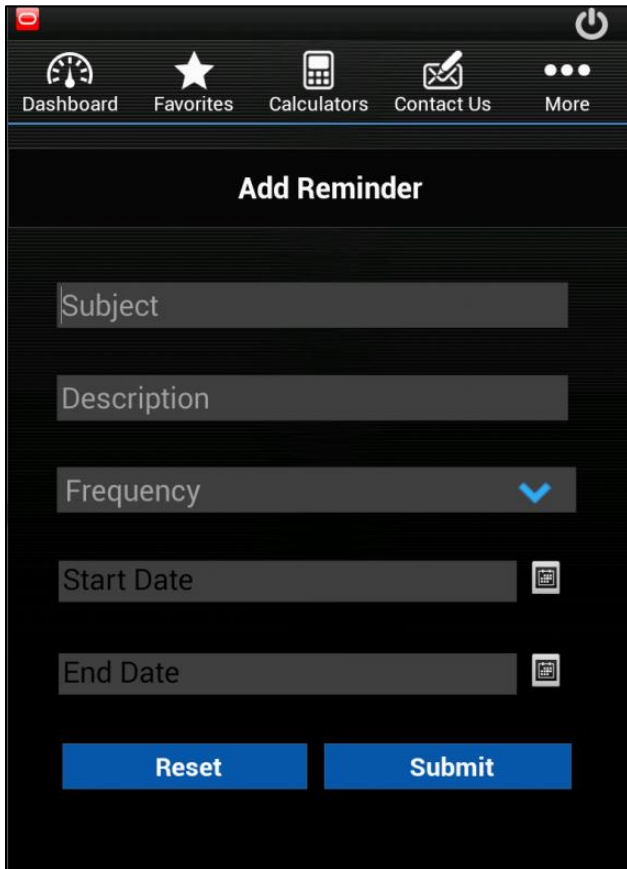 Dashboard Favorites Calculators Contact Us More
Add Reminder
Subject
Description
Frequency
Start Date
End Date
Reset Submit